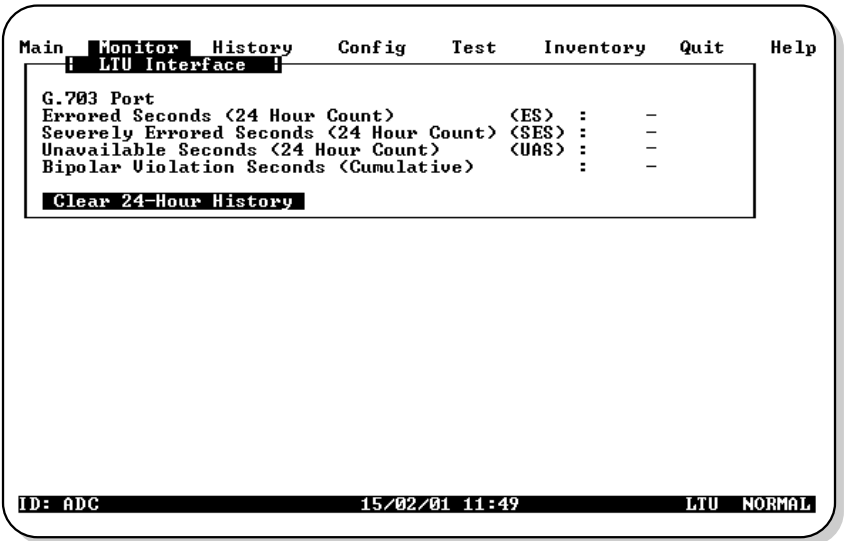 Main Monitor History Config Test Inventory Quit Help
LTU Interface
G.703 Port
Errored Seconds (24 Hour Count) (ES) : -
Severely Errored Seconds (24 Hour Count) (SES) : -
Unavailable Seconds (24 Hour Count) (UAS) : -
Bipolar Violation Seconds (Cumulative) : -
Clear 24-Hour History
ID: ADC 15/02/01 11:49 LTU NORMAL